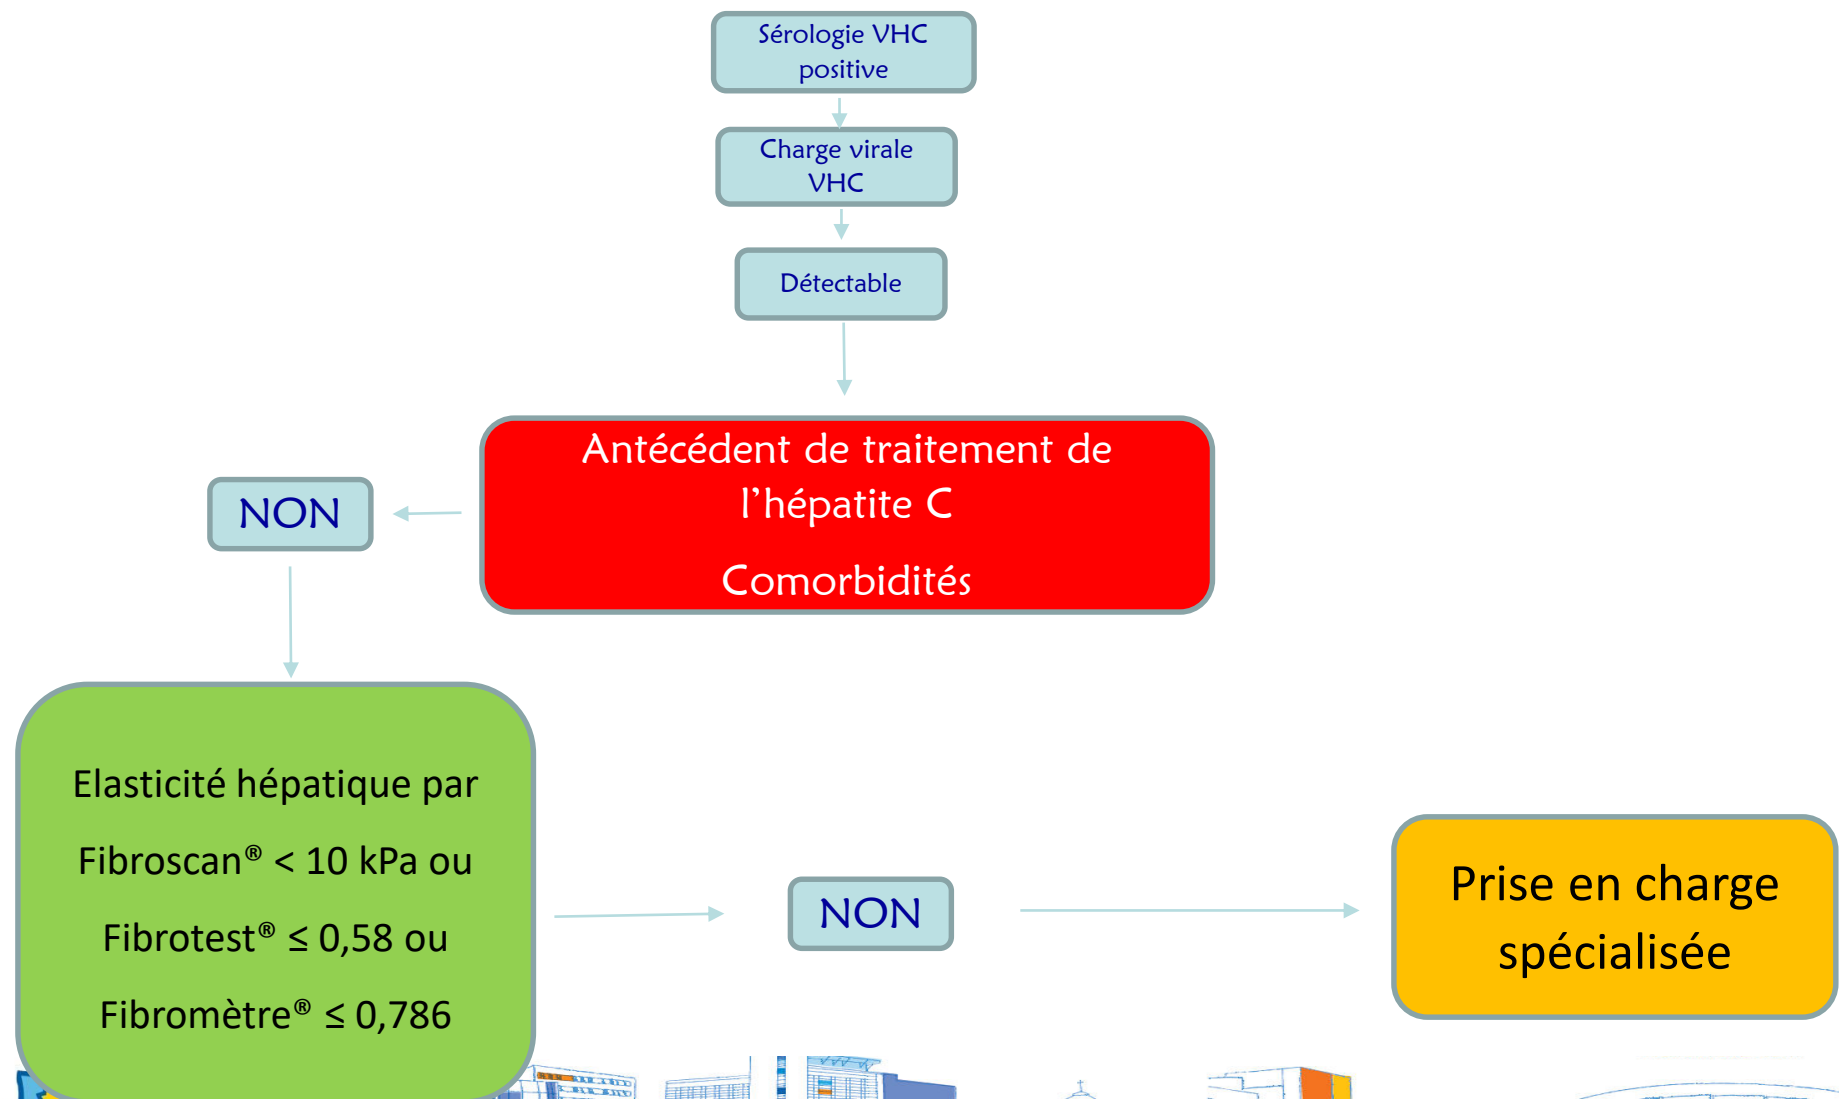 Sérologie VHC
positive
Charge virale
VHC
Détectable
Antécédent de traitement de
l’hépatite C
Comorbidités
NON
Elasticité hépatique par
Fibroscan® < 10 kPa ou
Fibrotest® ≤ 0,58 ou
Fibromètre® ≤ 0,786
NON
Prise en charge
spécialisée